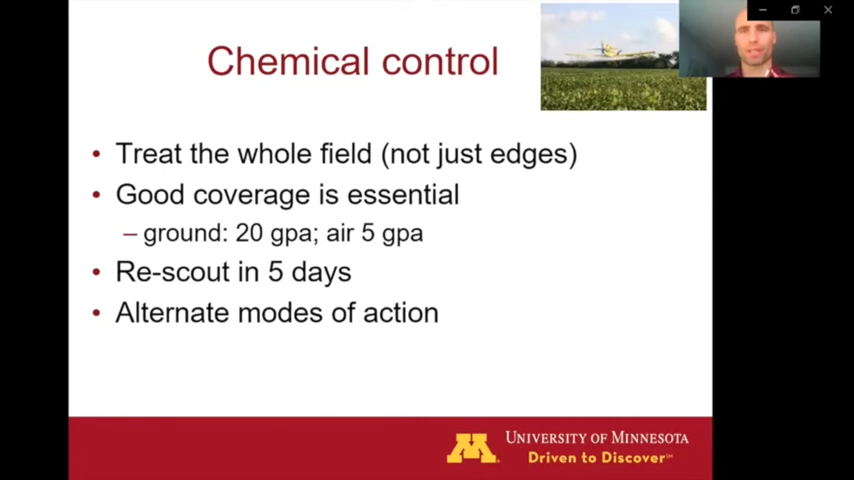 Chemical control
• Treat the whole field (not just edges)
• Good coverage is essential
– ground: 20 gpa; air 5 gpa
• Re-scout in 5 days
• Alternate modes of action
UNIVERSITY OF MINNESOTA
Driven to Discover℠